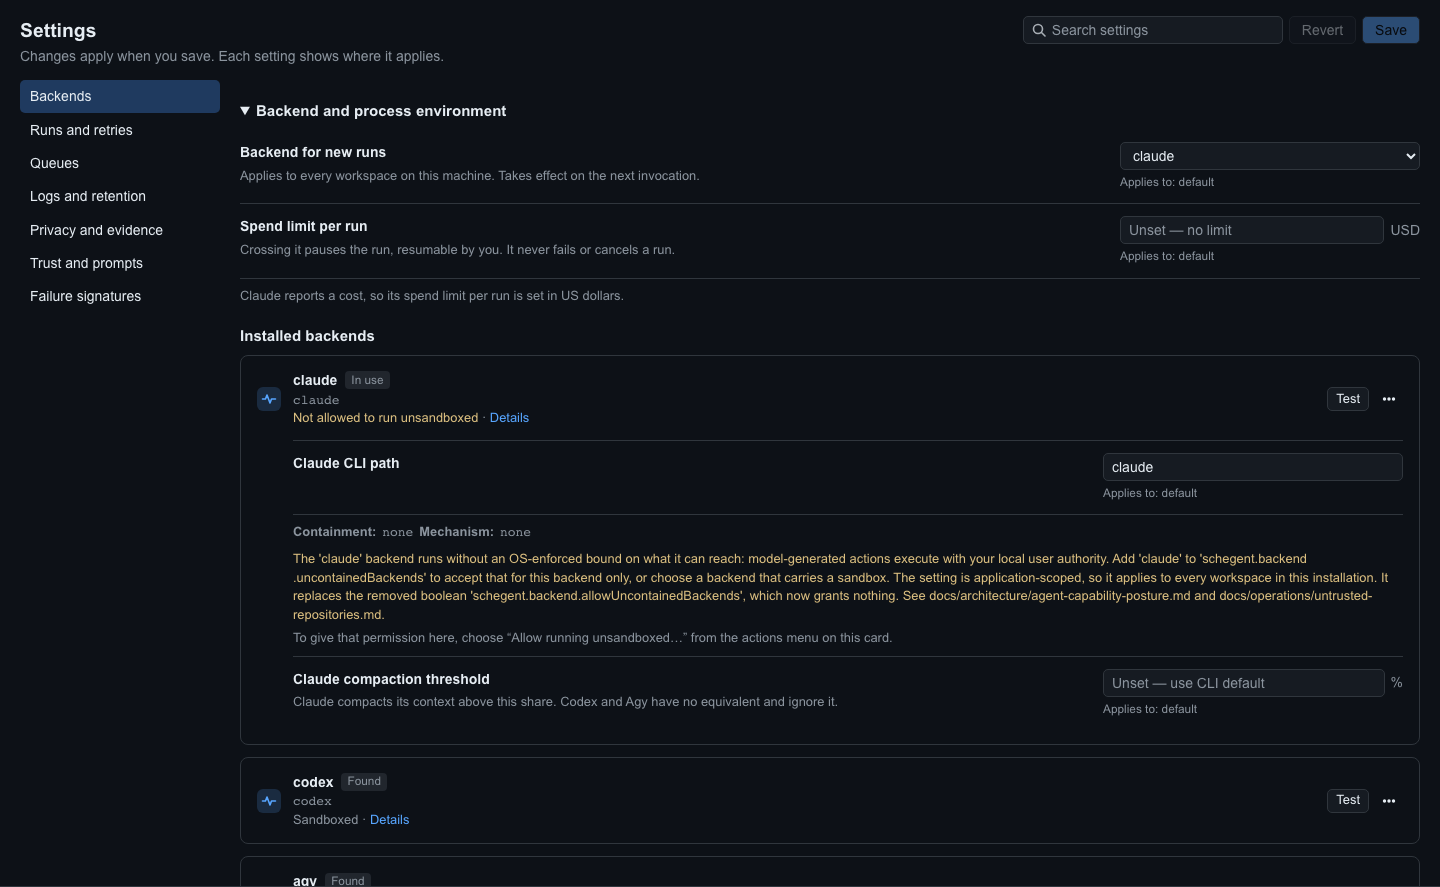 Settings
Changes apply when you save. Each setting shows where it applies.
Search settings
Revert
Save
Backends
Runs and retries
Queues
Logs and retention
Privacy and evidence
Trust and prompts
Failure signatures
Backend and process environment
Backend for new runs
Applies to every workspace on this machine. Takes effect on the next invocation.
claude
Applies to: default
Spend limit per run
Crossing it pauses the run, resumable by you. It never fails or cancels a run.
Unset — no limit
USD
Applies to: default
Claude reports a cost, so its spend limit per run is set in US dollars.
Installed backends
claude
In use
claude
Not allowed to run unsandboxed · Details
Test
Claude CLI path
claude
Applies to: default
Containment: none Mechanism: none
The 'claude' backend runs without an OS-enforced bound on what it can reach: model-generated actions execute with your local user authority. Add 'claude' to 'schegent.backend
.uncontainedBackends' to accept that for this backend only, or choose a backend that carries a sandbox. The setting is application-scoped, so it applies to every workspace in this installation. It
replaces the removed boolean 'schegent.backend.allowUncontainedBackends', which now grants nothing. See docs/architecture/agent-capability-posture.md and docs/operations/untrusted-
repositories.md.
To give that permission here, choose “Allow running unsandboxed…” from the actions menu on this card.
Claude compaction threshold
Claude compacts its context above this share. Codex and Agy have no equivalent and ignore it.
Unset — use CLI default
%
Applies to: default
codex
Found
codex
Sandboxed · Details
Test
agy
Found